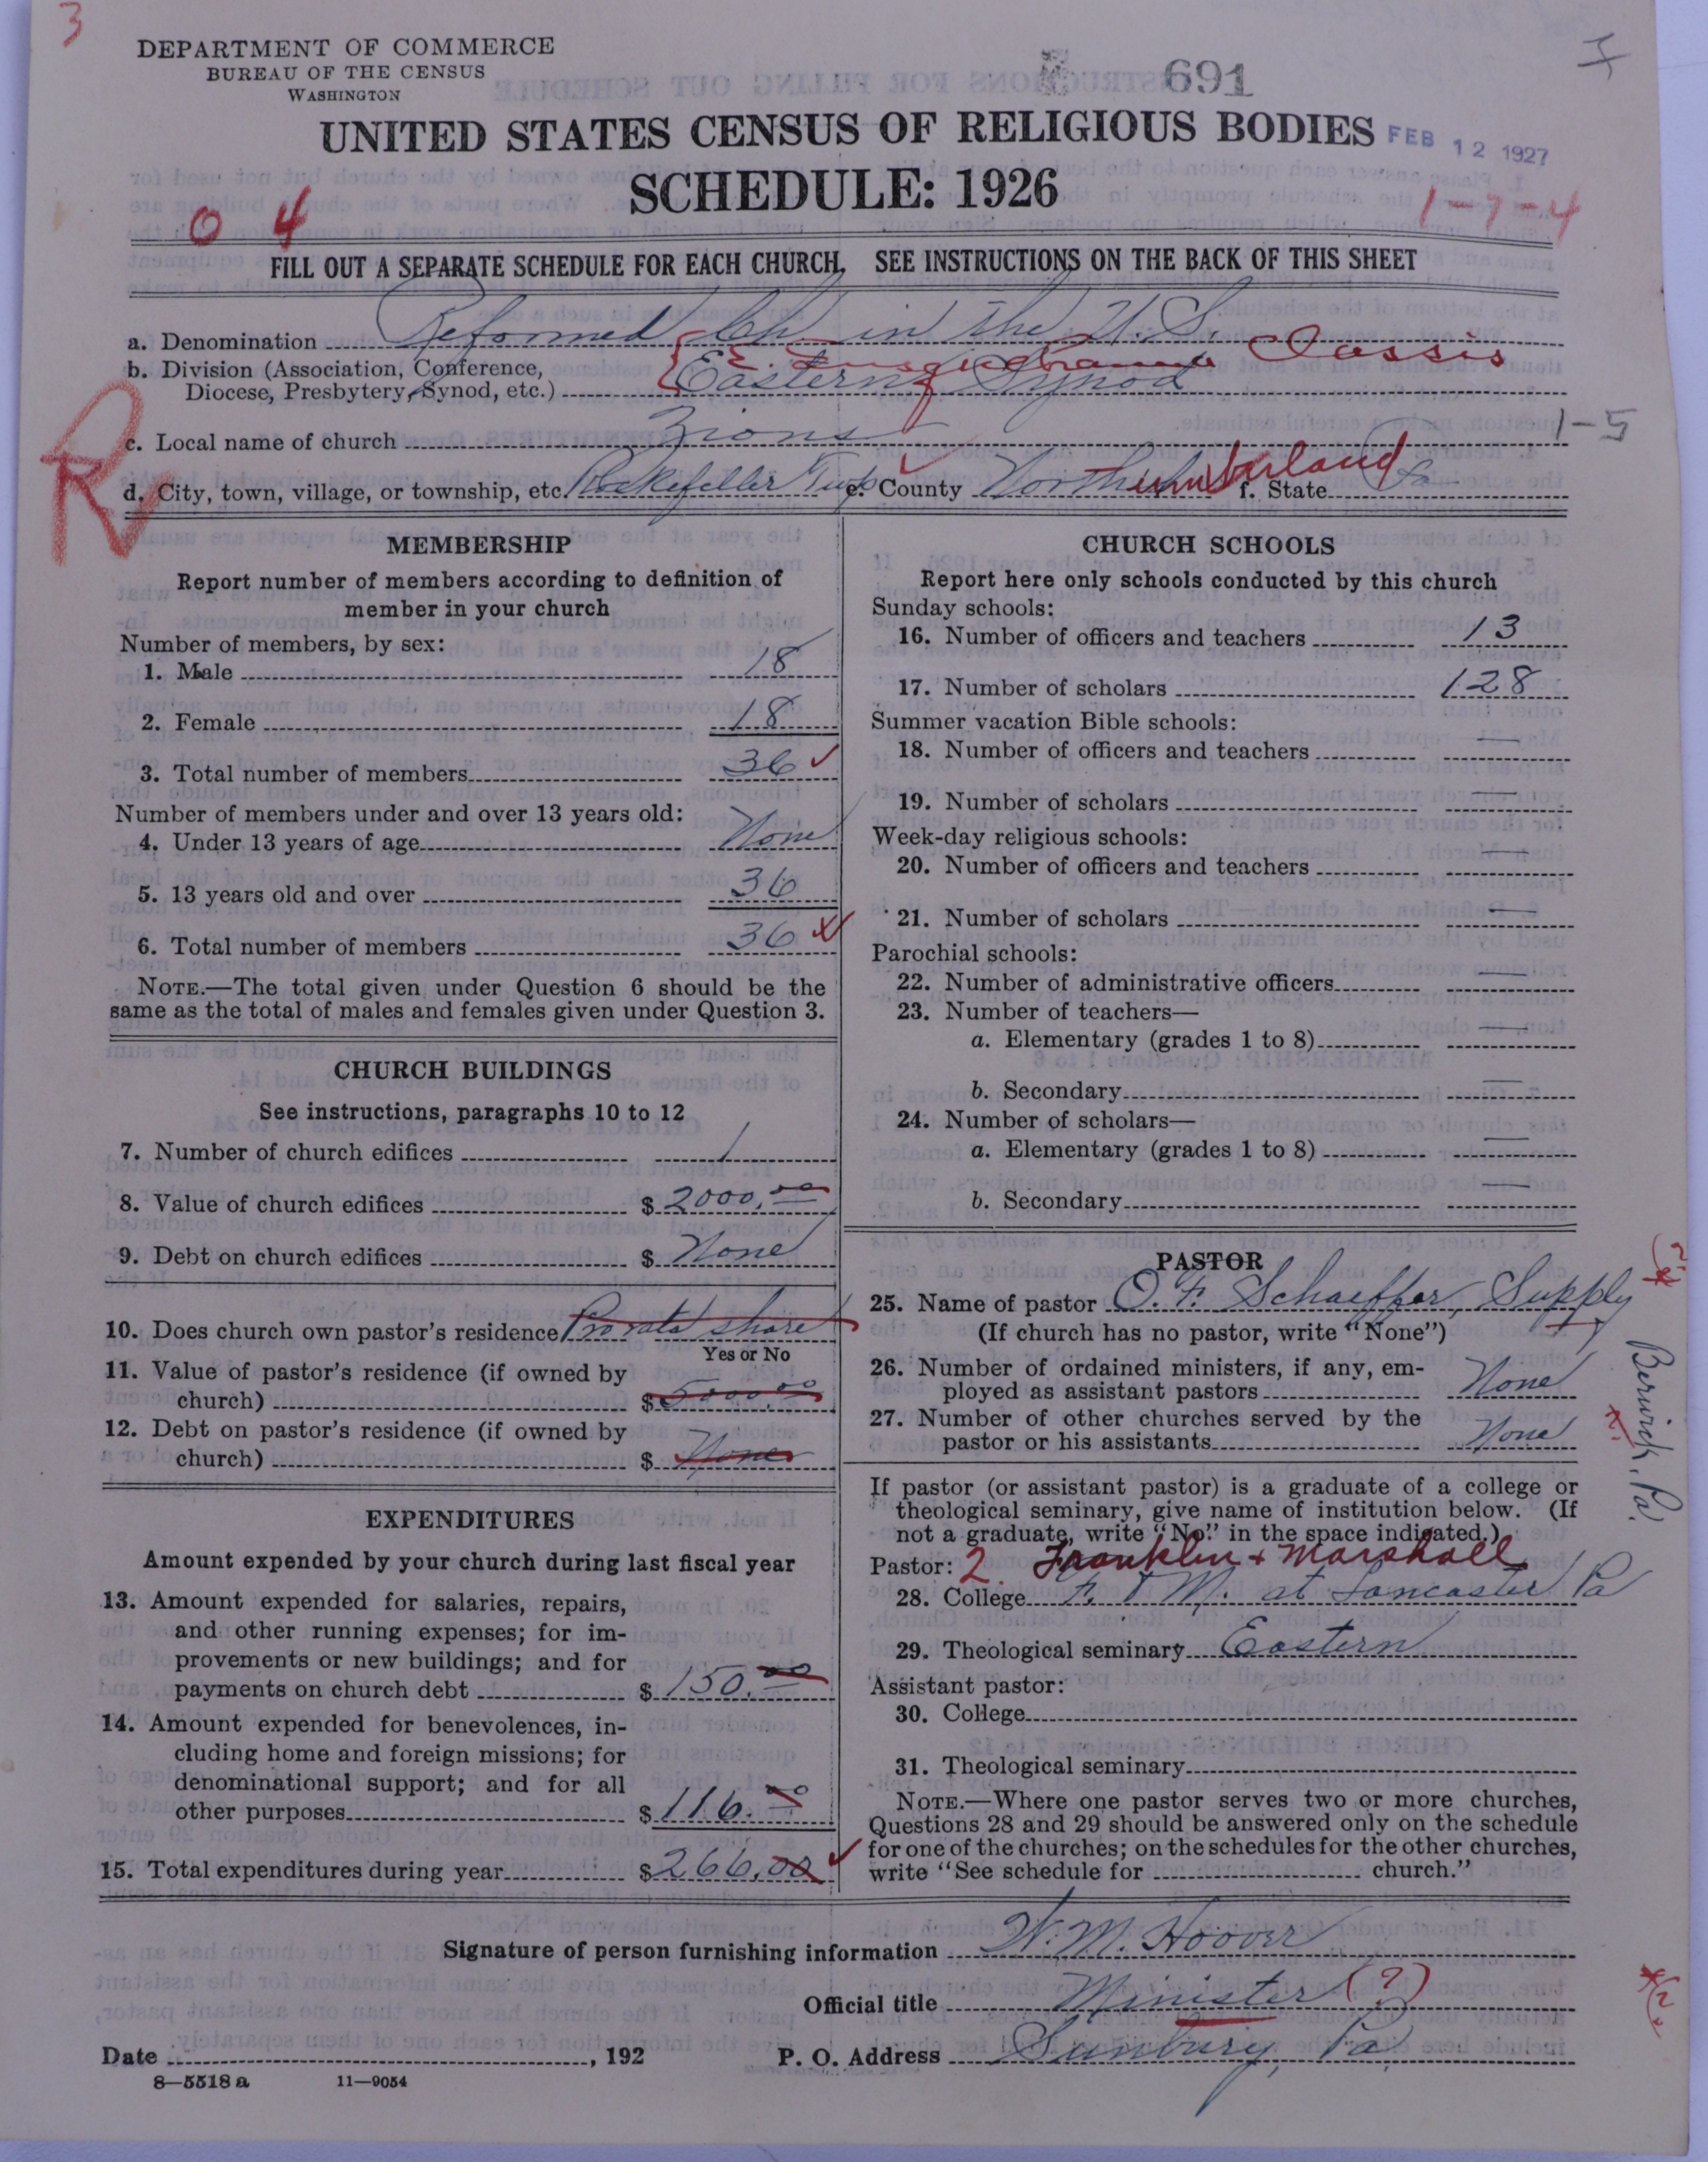 3
DEPARTMENT OF COMMERCE
BUREAU OF THE CENSUS
WASHINGTON
691
UNITED STATES CENSUS OF RELIGIOUS BODIES
FEB 12 1927
SCHEDULE: 1926
0 4
1-7-4
FILL OUT A SEPARATE SCHEDULE FOR EACH CHURCH. SEE INSTRUCTIONS ON THE BACK OF THIS SHEET
a. Denomination Reformed Ch. in the U.S.
E. Susquehanna Classis
b. Division (Association, Conference,
Diocese, Presbytery, Synod, etc.) Eastern Synod
c. Local name of church Zions
1-5
R
d. City, town, village, or township, etc. Rockefeller Twp e. County Northumberland f. State Pa
MEMBERSHIP
Report number of members according to definition of
member in your church
Number of members, by sex:
1. Male 18
2. Female 18
3. Total number of members 36
Number of members under and over 13 years old:
4. Under 13 years of age None
5. 13 years old and over 36
6. Total number of members 36
NOTE.—The total given under Question 6 should be the
same as the total of males and females given under Question 3.
CHURCH BUILDINGS
See instructions, paragraphs 10 to 12
7. Number of church edifices 1
8. Value of church edifices $ 2000.00
9. Debt on church edifices $ None
10. Does church own pastor's residence Pro rata share
Yes or No
11. Value of pastor's residence (if owned by
church) $ 5000.00
12. Debt on pastor's residence (if owned by
church) $ None
EXPENDITURES
Amount expended by your church during last fiscal year
13. Amount expended for salaries, repairs,
and other running expenses; for im-
provements or new buildings; and for
payments on church debt $ 150.00
14. Amount expended for benevolences, in-
cluding home and foreign missions; for
denominational support; and for all
other purposes $ 116.00
15. Total expenditures during year $ 266.00
CHURCH SCHOOLS
Report here only schools conducted by this church
Sunday schools:
16. Number of officers and teachers 13
17. Number of scholars 128
Summer vacation Bible schools:
18. Number of officers and teachers —
19. Number of scholars —
Week-day religious schools:
20. Number of officers and teachers —
21. Number of scholars —
Parochial schools:
22. Number of administrative officers —
23. Number of teachers—
a. Elementary (grades 1 to 8) —
b. Secondary —
24. Number of scholars—
a. Elementary (grades 1 to 8) —
b. Secondary —
PASTOR
25. Name of pastor O. F. Schaeffer, Supply
(If church has no pastor, write "None")
Berwick, Pa.
26. Number of ordained ministers, if any, em-
ployed as assistant pastors None
27. Number of other churches served by the
pastor or his assistants None
If pastor (or assistant pastor) is a graduate of a college or
theological seminary, give name of institution below. (If
not a graduate, write "No" in the space indicated.)
Pastor: 2. Franklin + Marshall
28. College F. & M. at Lancaster Pa
29. Theological seminary Eastern
Assistant pastor:
30. College
31. Theological seminary
NOTE.—Where one pastor serves two or more churches,
Questions 28 and 29 should be answered only on the schedule
for one of the churches; on the schedules for the other churches,
write "See schedule for church."
Signature of person furnishing information W. M. Hoover
Official title Minister (?)
Date , 192
P. O. Address Sunbury, Pa.
8—5518 a 11—9054